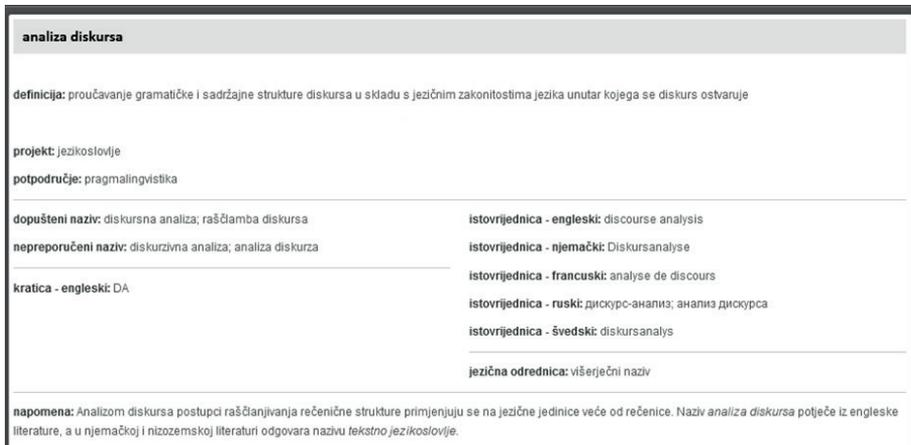 analiza diskursa
definicija: proučavanje gramatičke i sadržajne strukture diskursa u skladu s jezičnim zakonitostima jezika unutar kojega se diskurs ostvaruje
projekt: jezikoslovlje
potpodručje: pragmalingvistika
dopušteni naziv: diskursna analiza; raščlamba diskursa
nepreporučeni naziv: diskurzivna analiza; analiza diskurza
kratica - engleski: DA
istovrijednica - engleski: discourse analysis
istovrijednica - njemački: Diskursanalyse
istovrijednica - francuski: analyse de discours
istovrijednica - ruski: дискурс-анализ; анализ дискурса
istovrijednica - švedski: diskursanalys
jezična odrednica: višerječni naziv
napomena: Analizom diskursa postupci raščlanjivanja rečenične strukture primjenjuju se na jezične jedinice veće od rečenice. Naziv analiza diskursa potječe iz engleske
literature, a u njemačkoj i nizozemskoj literaturi odgovara nazivu tekstno jezikoslovlje.